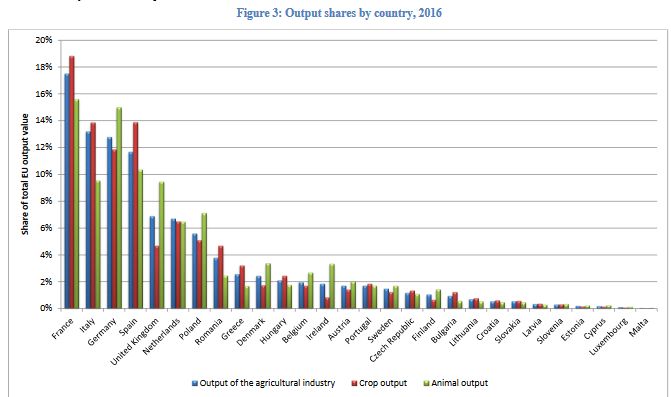 Figure 3: Output shares by country, 2016
Share of total EU output value
20%
18%
16%
14%
12%
10%
8%
6%
4%
2%
0%
France
Italy
Germany
Spain
United Kingdom
Netherlands
Poland
Romania
Greece
Denmark
Hungary
Belgium
Ireland
Austria
Portugal
Sweden
Czech Republic
Finland
Bulgaria
Lithuania
Croatia
Slovakia
Latvia
Slovenia
Estonia
Cyprus
Luxembourg
Malta
Output of the agricultural industry Crop output Animal output